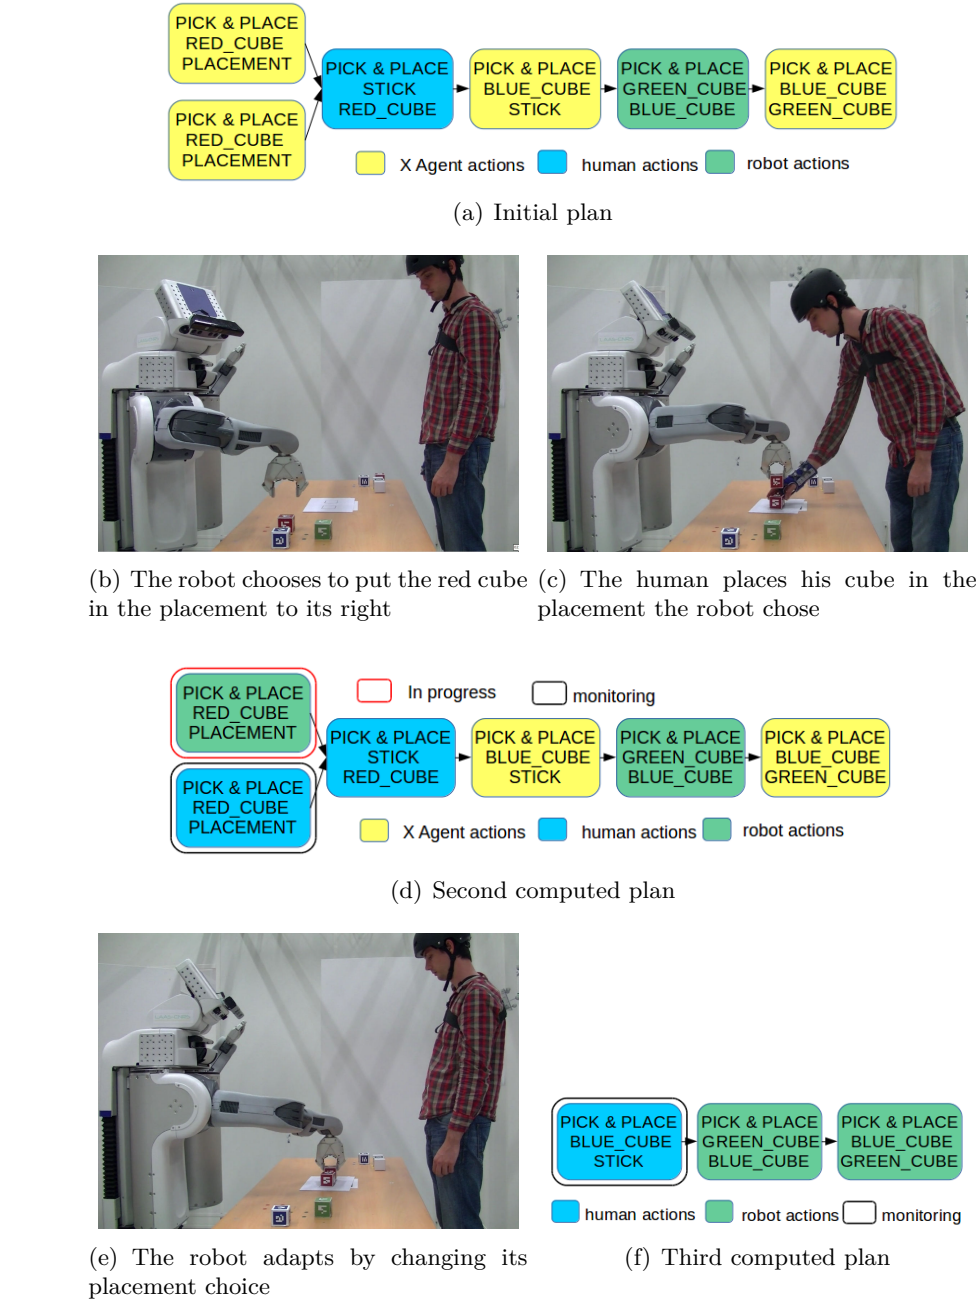 PICK & PLACE
RED_CUBE
PLACEMENT
PICK & PLACE
RED_CUBE
PLACEMENT
PICK & PLACE
STICK
RED_CUBE
PICK & PLACE
BLUE_CUBE
STICK
PICK & PLACE
GREEN_CUBE
BLUE_CUBE
PICK & PLACE
BLUE_CUBE
GREEN_CUBE
X Agent actions
human actions
robot actions
(a) Initial plan
(b) The robot chooses to put the red cube
in the placement to its right
(c) The human places his cube in the
placement the robot chose
PICK & PLACE
RED_CUBE
PLACEMENT
In progress
monitoring
PICK & PLACE
RED_CUBE
PLACEMENT
PICK & PLACE
STICK
RED_CUBE
PICK & PLACE
BLUE_CUBE
STICK
PICK & PLACE
GREEN_CUBE
BLUE_CUBE
PICK & PLACE
BLUE_CUBE
GREEN_CUBE
X Agent actions
human actions
robot actions
(d) Second computed plan
(e) The robot adapts by changing its
placement choice
PICK & PLACE
BLUE_CUBE
STICK
PICK & PLACE
GREEN_CUBE
BLUE_CUBE
PICK & PLACE
BLUE_CUBE
GREEN_CUBE
human actions
robot actions
monitoring
(f) Third computed plan